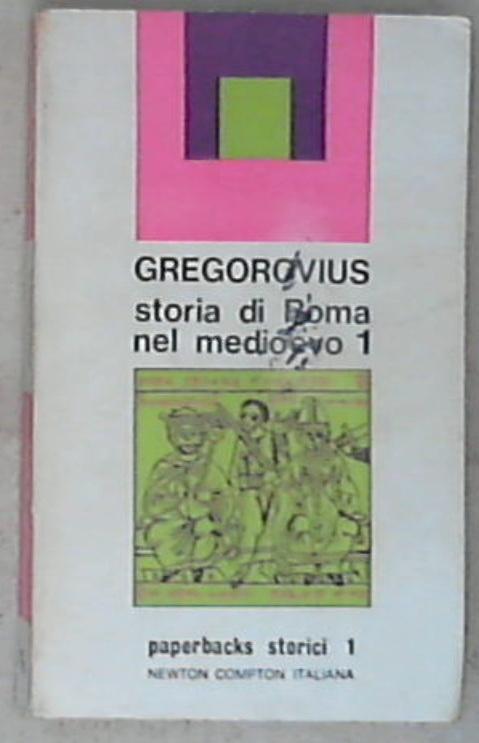 GREGOROVIUS
storia di Roma
nel medioevo 1
paperbacks storici 1
NEWTON COMPTON ITALIANA